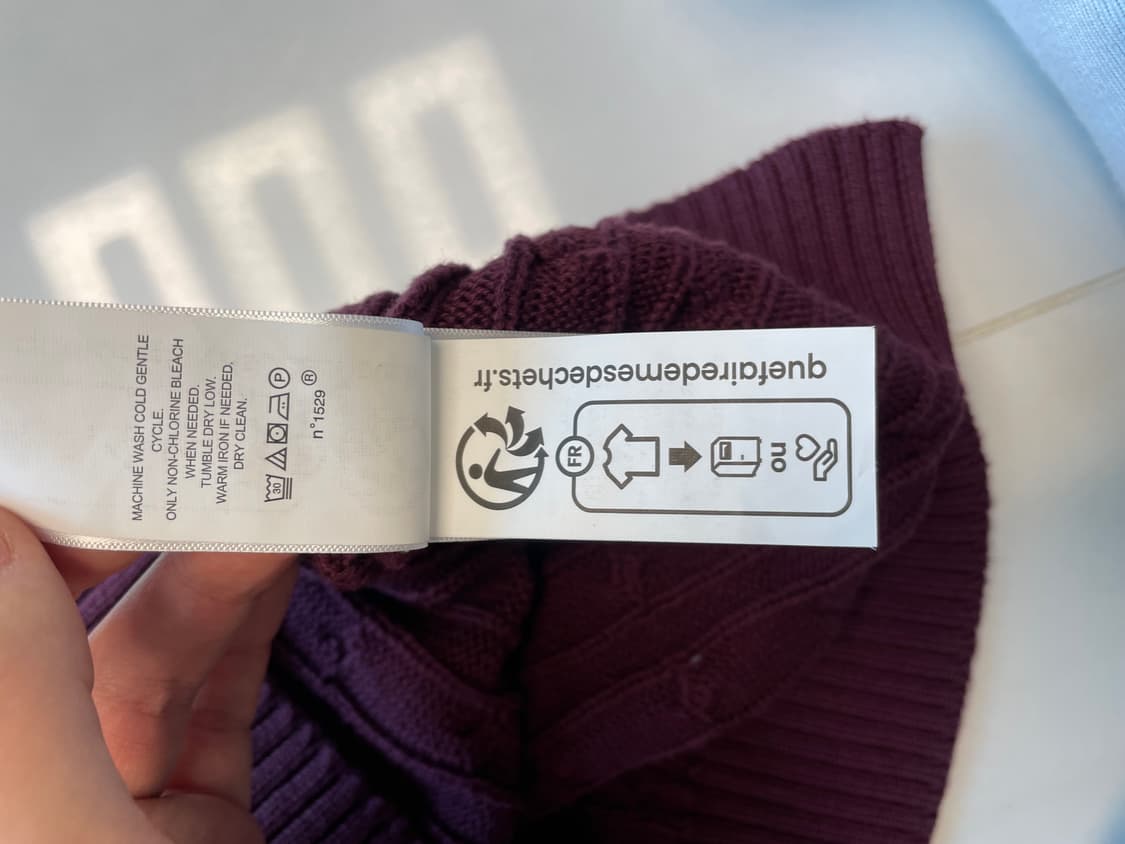 MACHINE WASH COLD GENTLE
CYCLE.
ONLY NON-CHLORINE BLEACH
WHEN NEEDED.
TUMBLE DRY LOW.
WARM IRON IF NEEDED.
DRY CLEAN.
30 P
n°1529 ®
FR
OU
quefairedemesdechets.fr